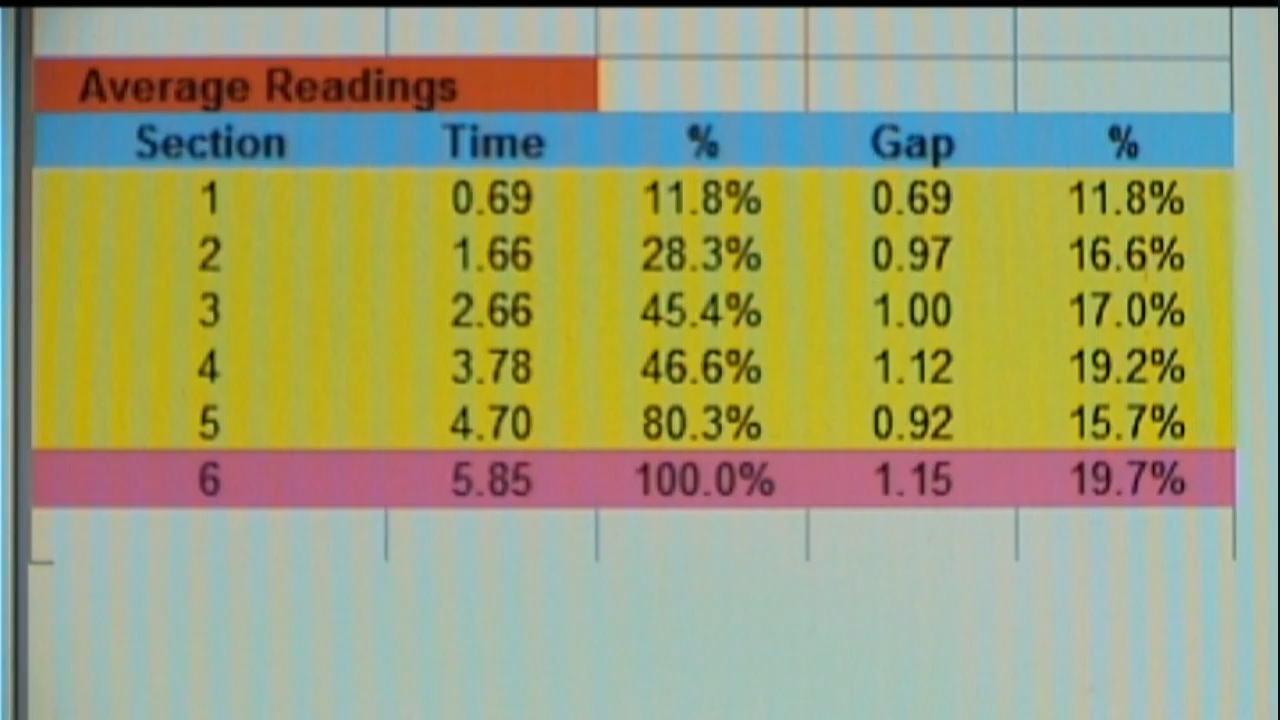 Average Readings
Section Time % Gap %
1 0.69 11.8% 0.69 11.8%
2 1.66 28.3% 0.97 16.6%
3 2.66 45.4% 1.00 17.0%
4 3.78 46.6% 1.12 19.2%
5 4.70 80.3% 0.92 15.7%
6 5.85 100.0% 1.15 19.7%